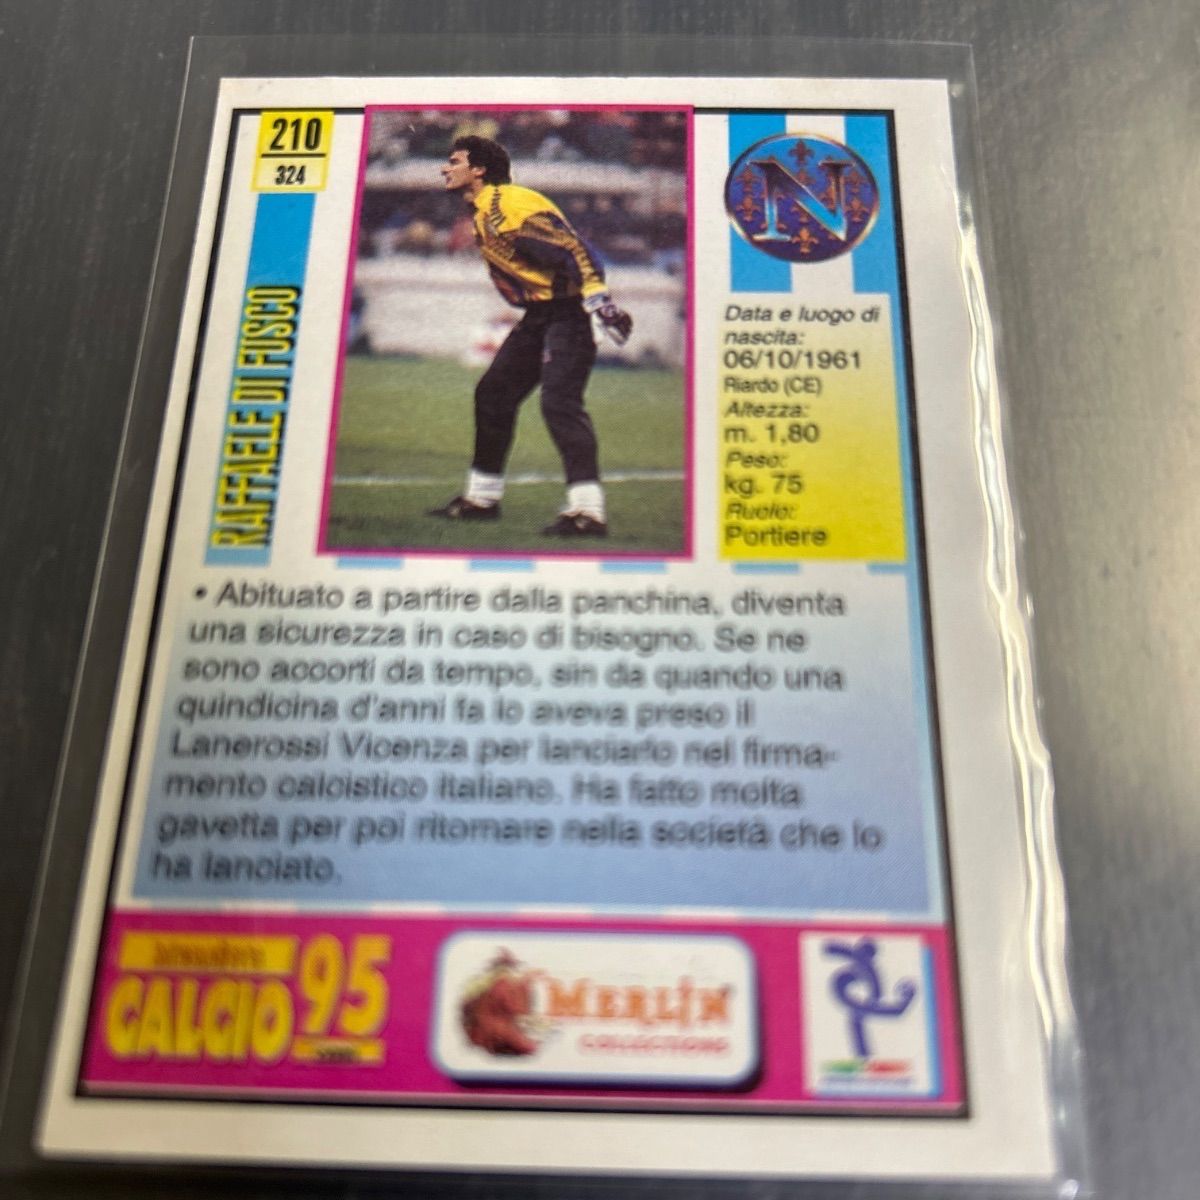 210
324
RAFFAELE DI FUSCO
N
Data e luogo di
nascita:
06/10/1961
Riardo (CE)
Altezza:
m. 1,80
Peso:
kg. 75
Ruolo:
Portiere
• Abituato a partire dalla panchina, diventa
una sicurezza in caso di bisogno. Se ne
sono accorti da tempo, sin da quando una
quindicina d'anni fa lo aveva preso il
Lanerossi Vicenza per lanciarlo nel firma-
mento calcistico italiano. Ha fatto molta
gavetta per poi ritornare nella società che lo
ha lanciato.
CALCIO 95
MERLIN
COLLECTIONS